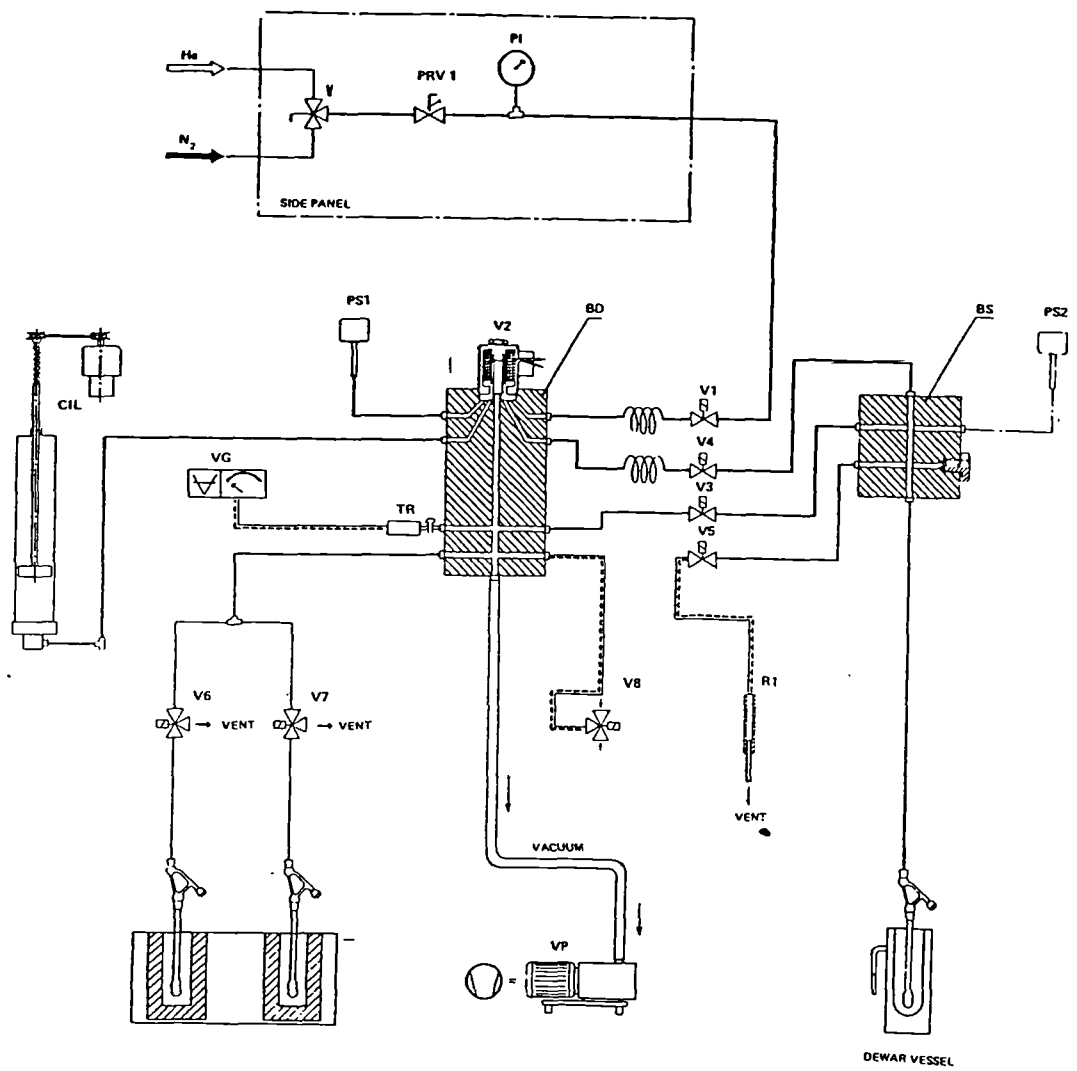 He
V
PRV 1
PI
N2
SIDE PANEL
PS1
V2
BD
BS
PS2
CIL
V1
V4
VG
V3
TR
V5
V6
→ VENT
V7
→ VENT
V8
R1
VENT
VACUUM
VP
=
DEWAR VESSEL